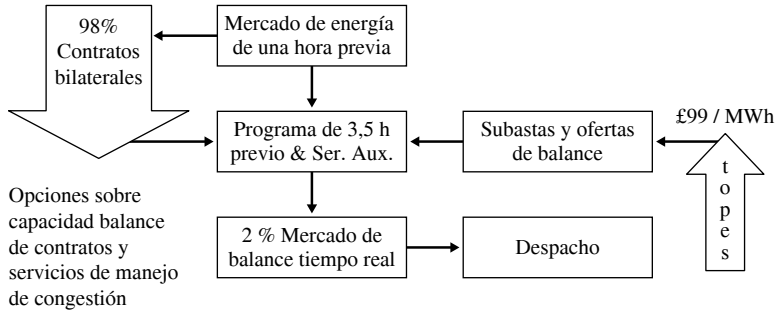 98%
Contratos
bilaterales
Mercado de energía
de una hora previa
Programa de 3,5 h
previo & Ser. Aux.
Subastas y ofertas
de balance
£99 / MWh
topes
Opciones sobre
capacidad balance
de contratos y
servicios de manejo
de congestión
2 % Mercado de
balance tiempo real
Despacho